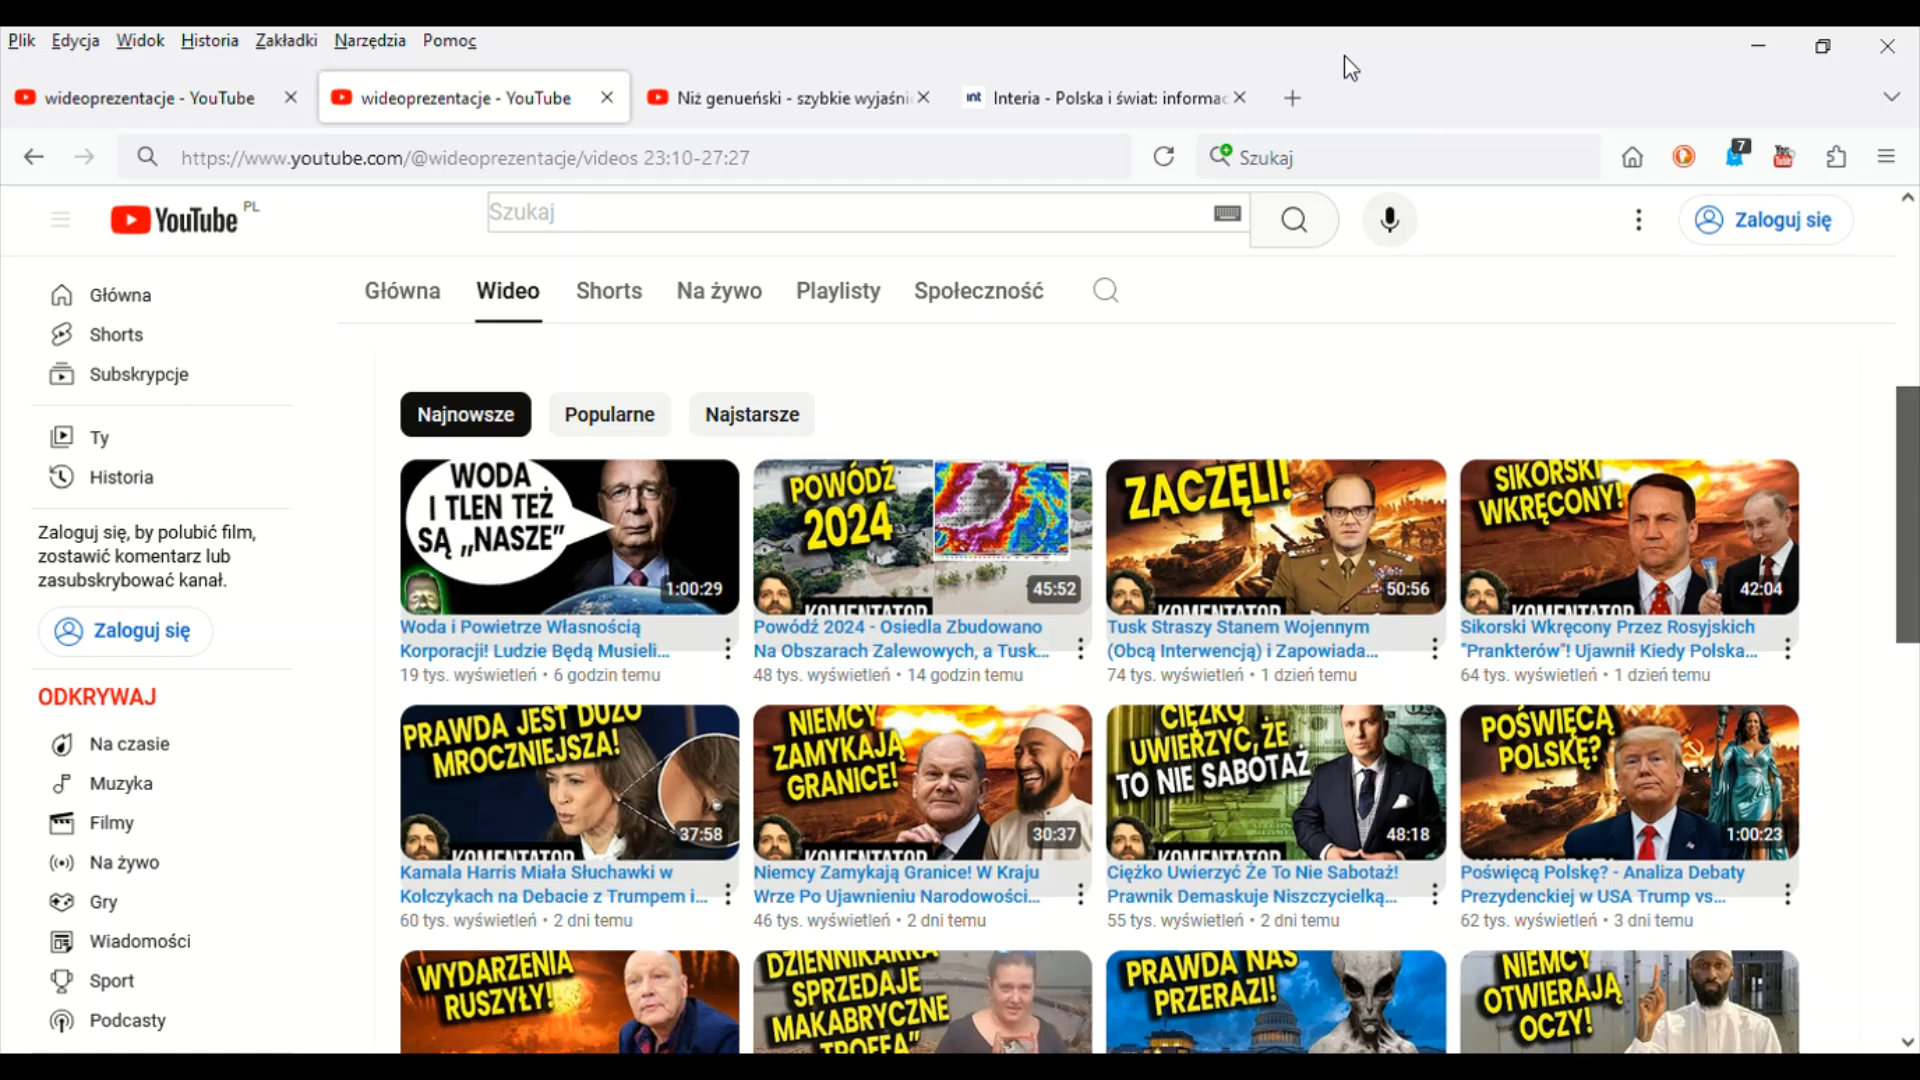 Plik Edycja Widok Historia Zakładki Narzędzia Pomoc
wideoprezentacje - YouTube
wideoprezentacje - YouTube
Niż genueński - szybkie wyjaśni
int Interia - Polska i świat: informac
https://www.youtube.com/@wideoprezentacje/videos 23:10-27:27
Szukaj
7
YouTube PL
Szukaj
Zaloguj się
Główna
Shorts
Subskrypcje
Ty
Historia
Zaloguj się, by polubić film,
zostawić komentarz lub
zasubskrybować kanał.
Zaloguj się
ODKRYWAJ
Na czasie
Muzyka
Filmy
Na żywo
Gry
Wiadomości
Sport
Podcasty
Główna Wideo Shorts Na żywo Playlisty Społeczność
Najnowsze Popularne Najstarsze
WODA
I TLEN TEŻ
SĄ „NASZE”
1:00:29
Woda i Powietrze Własnością
Korporacji! Ludzie Będą Musieli...
19 tys. wyświetleń • 6 godzin temu
POWÓDŹ
2024
KOMENTATOR
45:52
Powódź 2024 - Osiedla Zbudowano
Na Obszarach Zalewowych, a Tusk...
48 tys. wyświetleń • 14 godzin temu
ZACZĘLI!
KOMENTATOR
50:56
Tusk Straszy Stanem Wojennym
(Obcą Interwencją) i Zapowiada...
74 tys. wyświetleń • 1 dzień temu
SIKORSKI
WKRĘCONY!
KOMENTATOR
42:04
Sikorski Wkręcony Przez Rosyjskich
"Prankterów"! Ujawnił Kiedy Polska...
64 tys. wyświetleń • 1 dzień temu
PRAWDA JEST DUŻO
MROCZNIEJSZA!
KOMENTATOR
37:58
Kamala Harris Miała Słuchawki w
Kolczykach na Debacie z Trumpem i...
60 tys. wyświetleń • 2 dni temu
NIEMCY
ZAMYKAJĄ
GRANICE!
KOMENTATOR
30:37
Niemcy Zamykają Granice! W Kraju
Wrze Po Ujawnieniu Narodowości...
46 tys. wyświetleń • 2 dni temu
CIĘŻKO
UWIERZYĆ, ŻE
TO NIE SABOTAŻ
KOMENTATOR
48:18
Ciężko Uwierzyć Że To Nie Sabotaż!
Prawnik Demaskuje Niszczycielką...
55 tys. wyświetleń • 2 dni temu
POŚWIĘCĄ
POLSKĘ?
1:00:23
Poświęcą Polskę? - Analiza Debaty
Prezydenckiej w USA Trump vs...
62 tys. wyświetleń • 3 dni temu
WYDARZENIA
RUSZYŁY!
DZIENNIKARKA
SPRZEDAJE
MAKABRYCZNE
„TROFEA”
PRAWDA NAS
PRZERAZI!
NIEMCY
OTWIERAJĄ
OCZY!